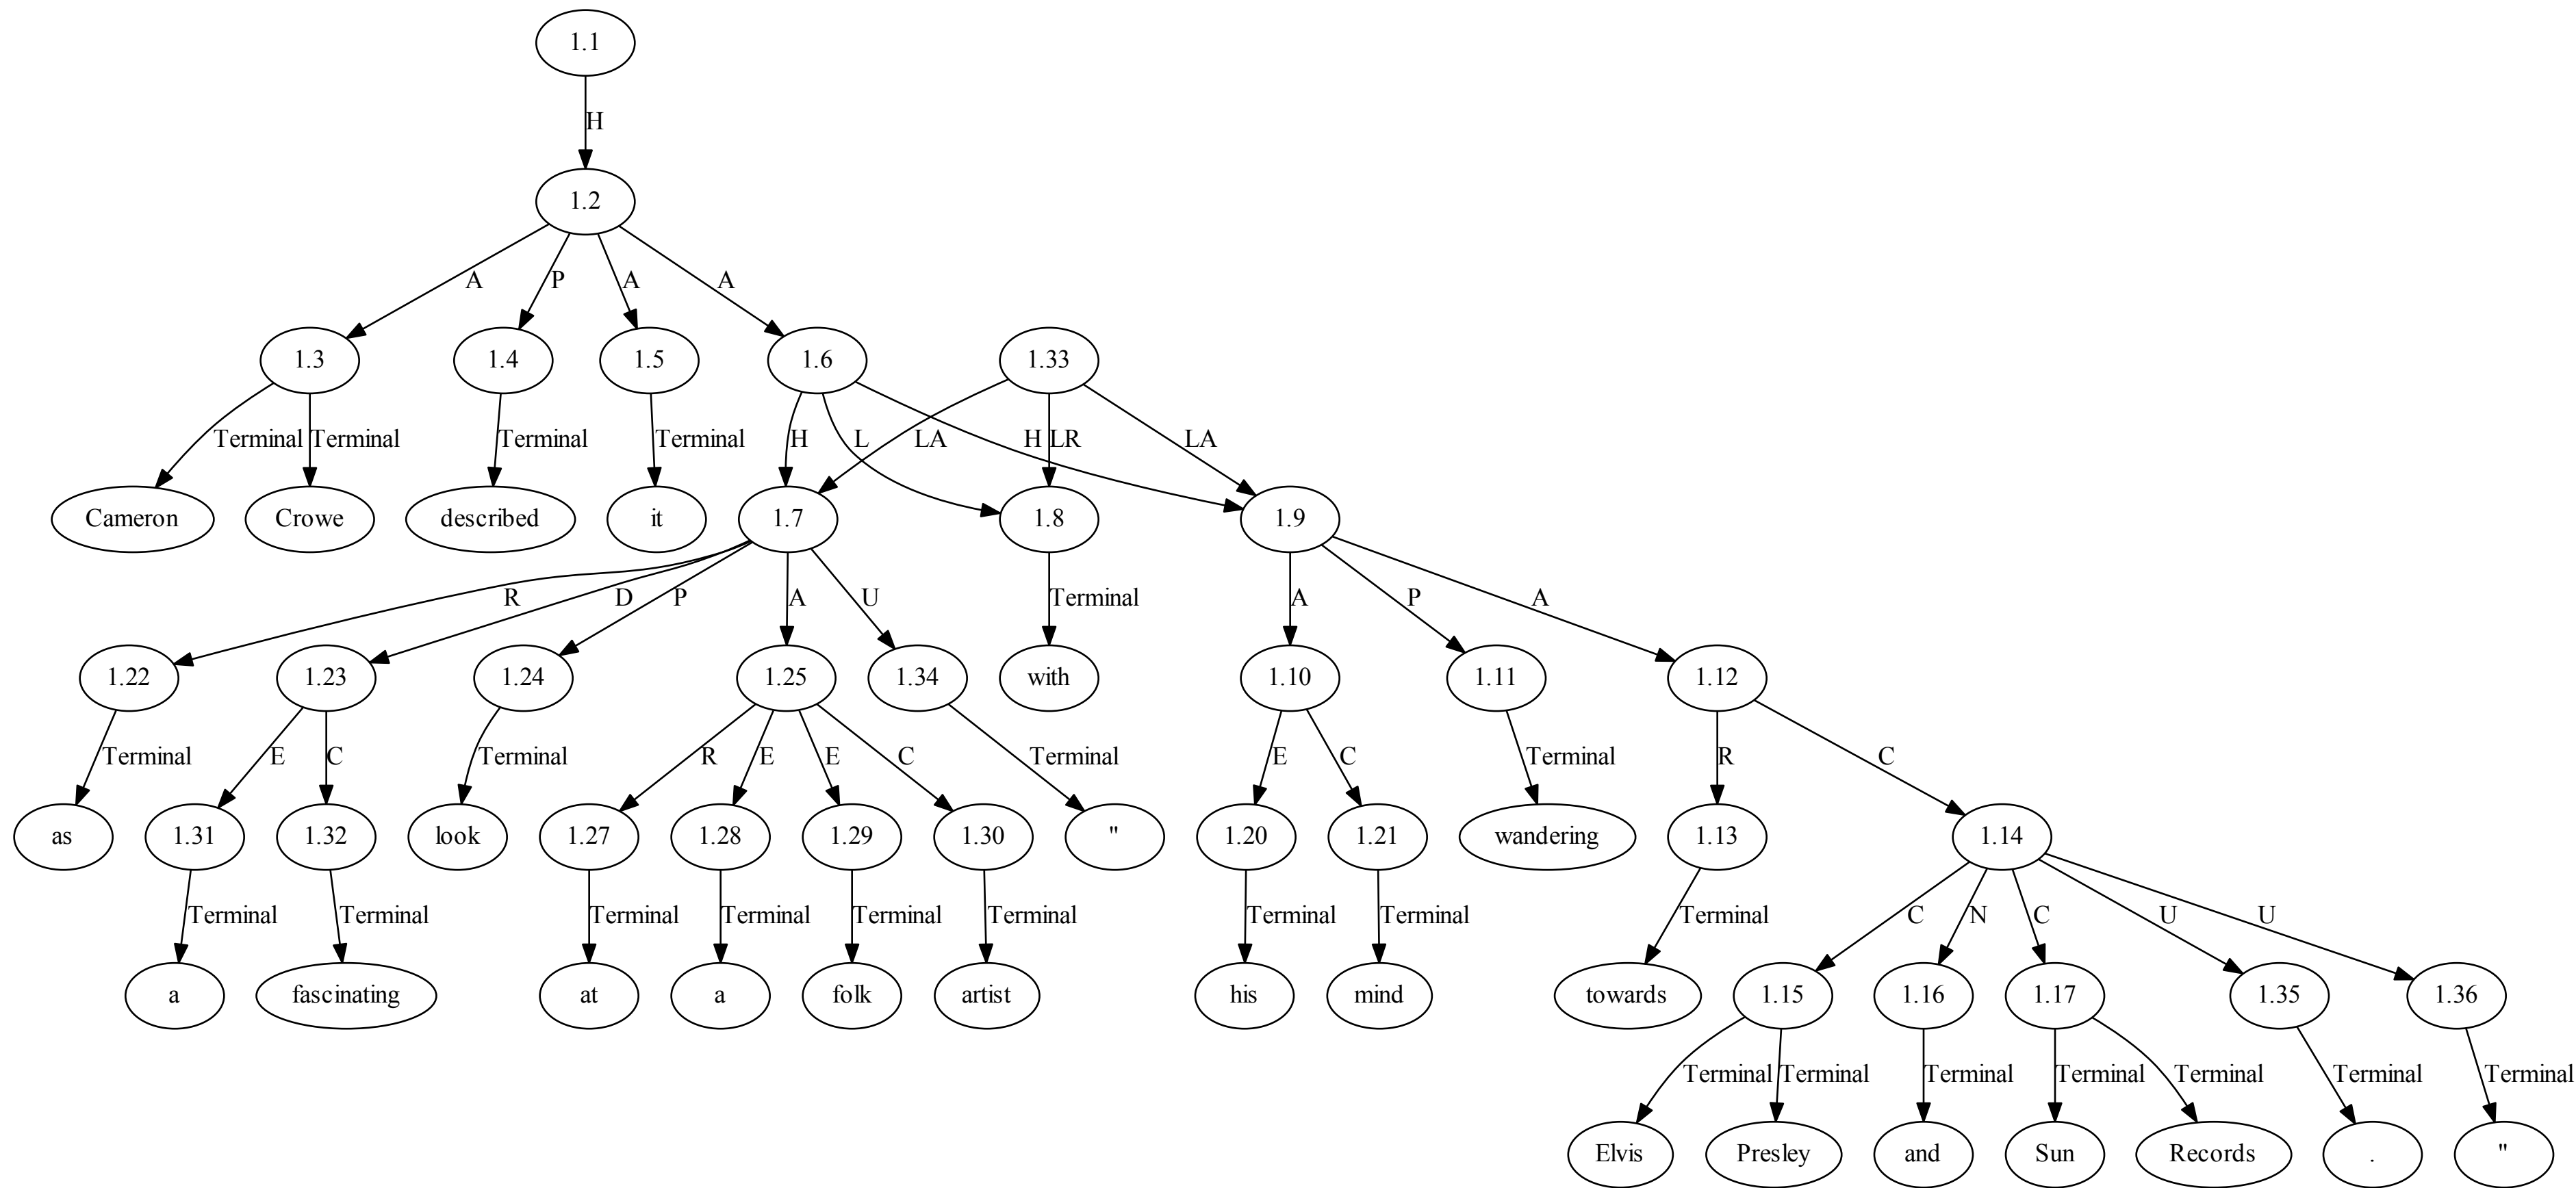 1.1
H
1.2
A P A A
1.3 1.4 1.5 1.6 1.33
Terminal Terminal Terminal Terminal H L LA H LR LA
Cameron Crowe described it 1.7 1.8 1.9
R D P A U Terminal A P A
1.22 1.23 1.24 1.25 1.34 with 1.10 1.11 1.12
Terminal E C Terminal R E E C Terminal E C Terminal R C
as 1.31 1.32 look 1.27 1.28 1.29 1.30 " 1.20 1.21 wandering 1.13 1.14
Terminal Terminal Terminal Terminal Terminal Terminal Terminal Terminal Terminal C N C U U
a fascinating at a folk artist his mind towards 1.15 1.16 1.17 1.35 1.36
Terminal Terminal Terminal Terminal Terminal Terminal Terminal
Elvis Presley and Sun Records . "